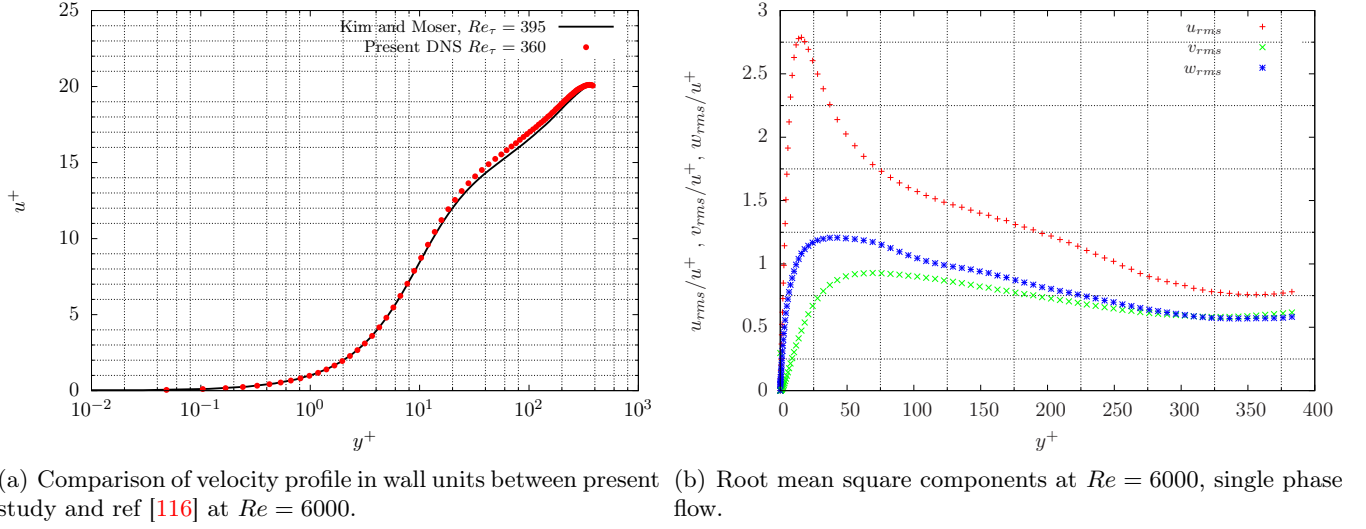 Kim and Moser, Re_τ = 395
Present DNS Re_τ = 360
25
20
15
10
5
0
u^+
10^−2 10^−1 10^0 10^1 10^2 10^3
y^+
u_rms
v_rms
w_rms
3
2.5
2
1.5
1
0.5
0
u_rms/u^+ , v_rms/u^+ , w_rms/u^+
0 50 100 150 200 250 300 350 400
y^+
(a) Comparison of velocity profile in wall units between present
study and ref [116] at Re = 6000.
(b) Root mean square components at Re = 6000, single phase
flow.